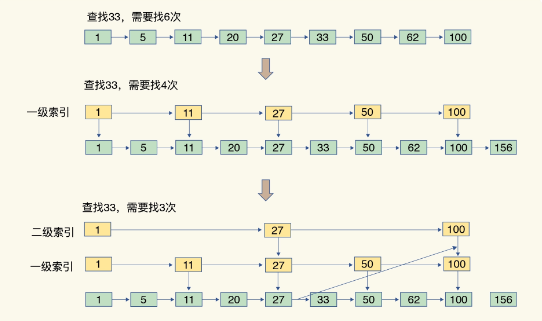 查找33，需要找6次
1 5 11 20 27 33 50 62 100
查找33，需要找4次
一级索引 1 11 27 50 100
1 5 11 20 27 33 50 62 100 156
查找33，需要找3次
二级索引 1 27 100
一级索引 1 11 27 50 100
1 5 11 20 27 33 50 62 100 156